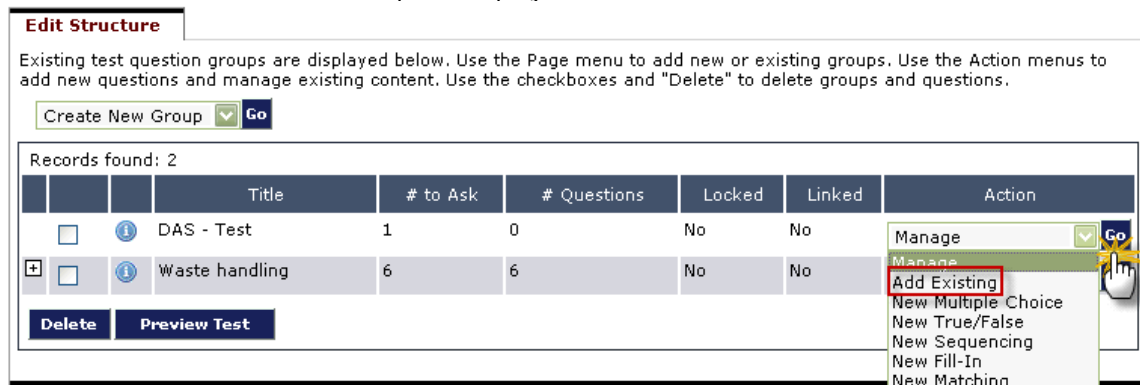 Edit Structure
Existing test question groups are displayed below. Use the Page menu to add new or existing groups. Use the Action menus to
add new questions and manage existing content. Use the checkboxes and "Delete" to delete groups and questions.
Create New Group Go
Records found: 2
Title # to Ask # Questions Locked Linked Action
DAS - Test 1 0 No No Manage Go
Manage
Waste handling 6 6 No No
Add Existing
New Multiple Choice
New True/False
Delete Preview Test
New Sequencing
New Fill-In
New Matching